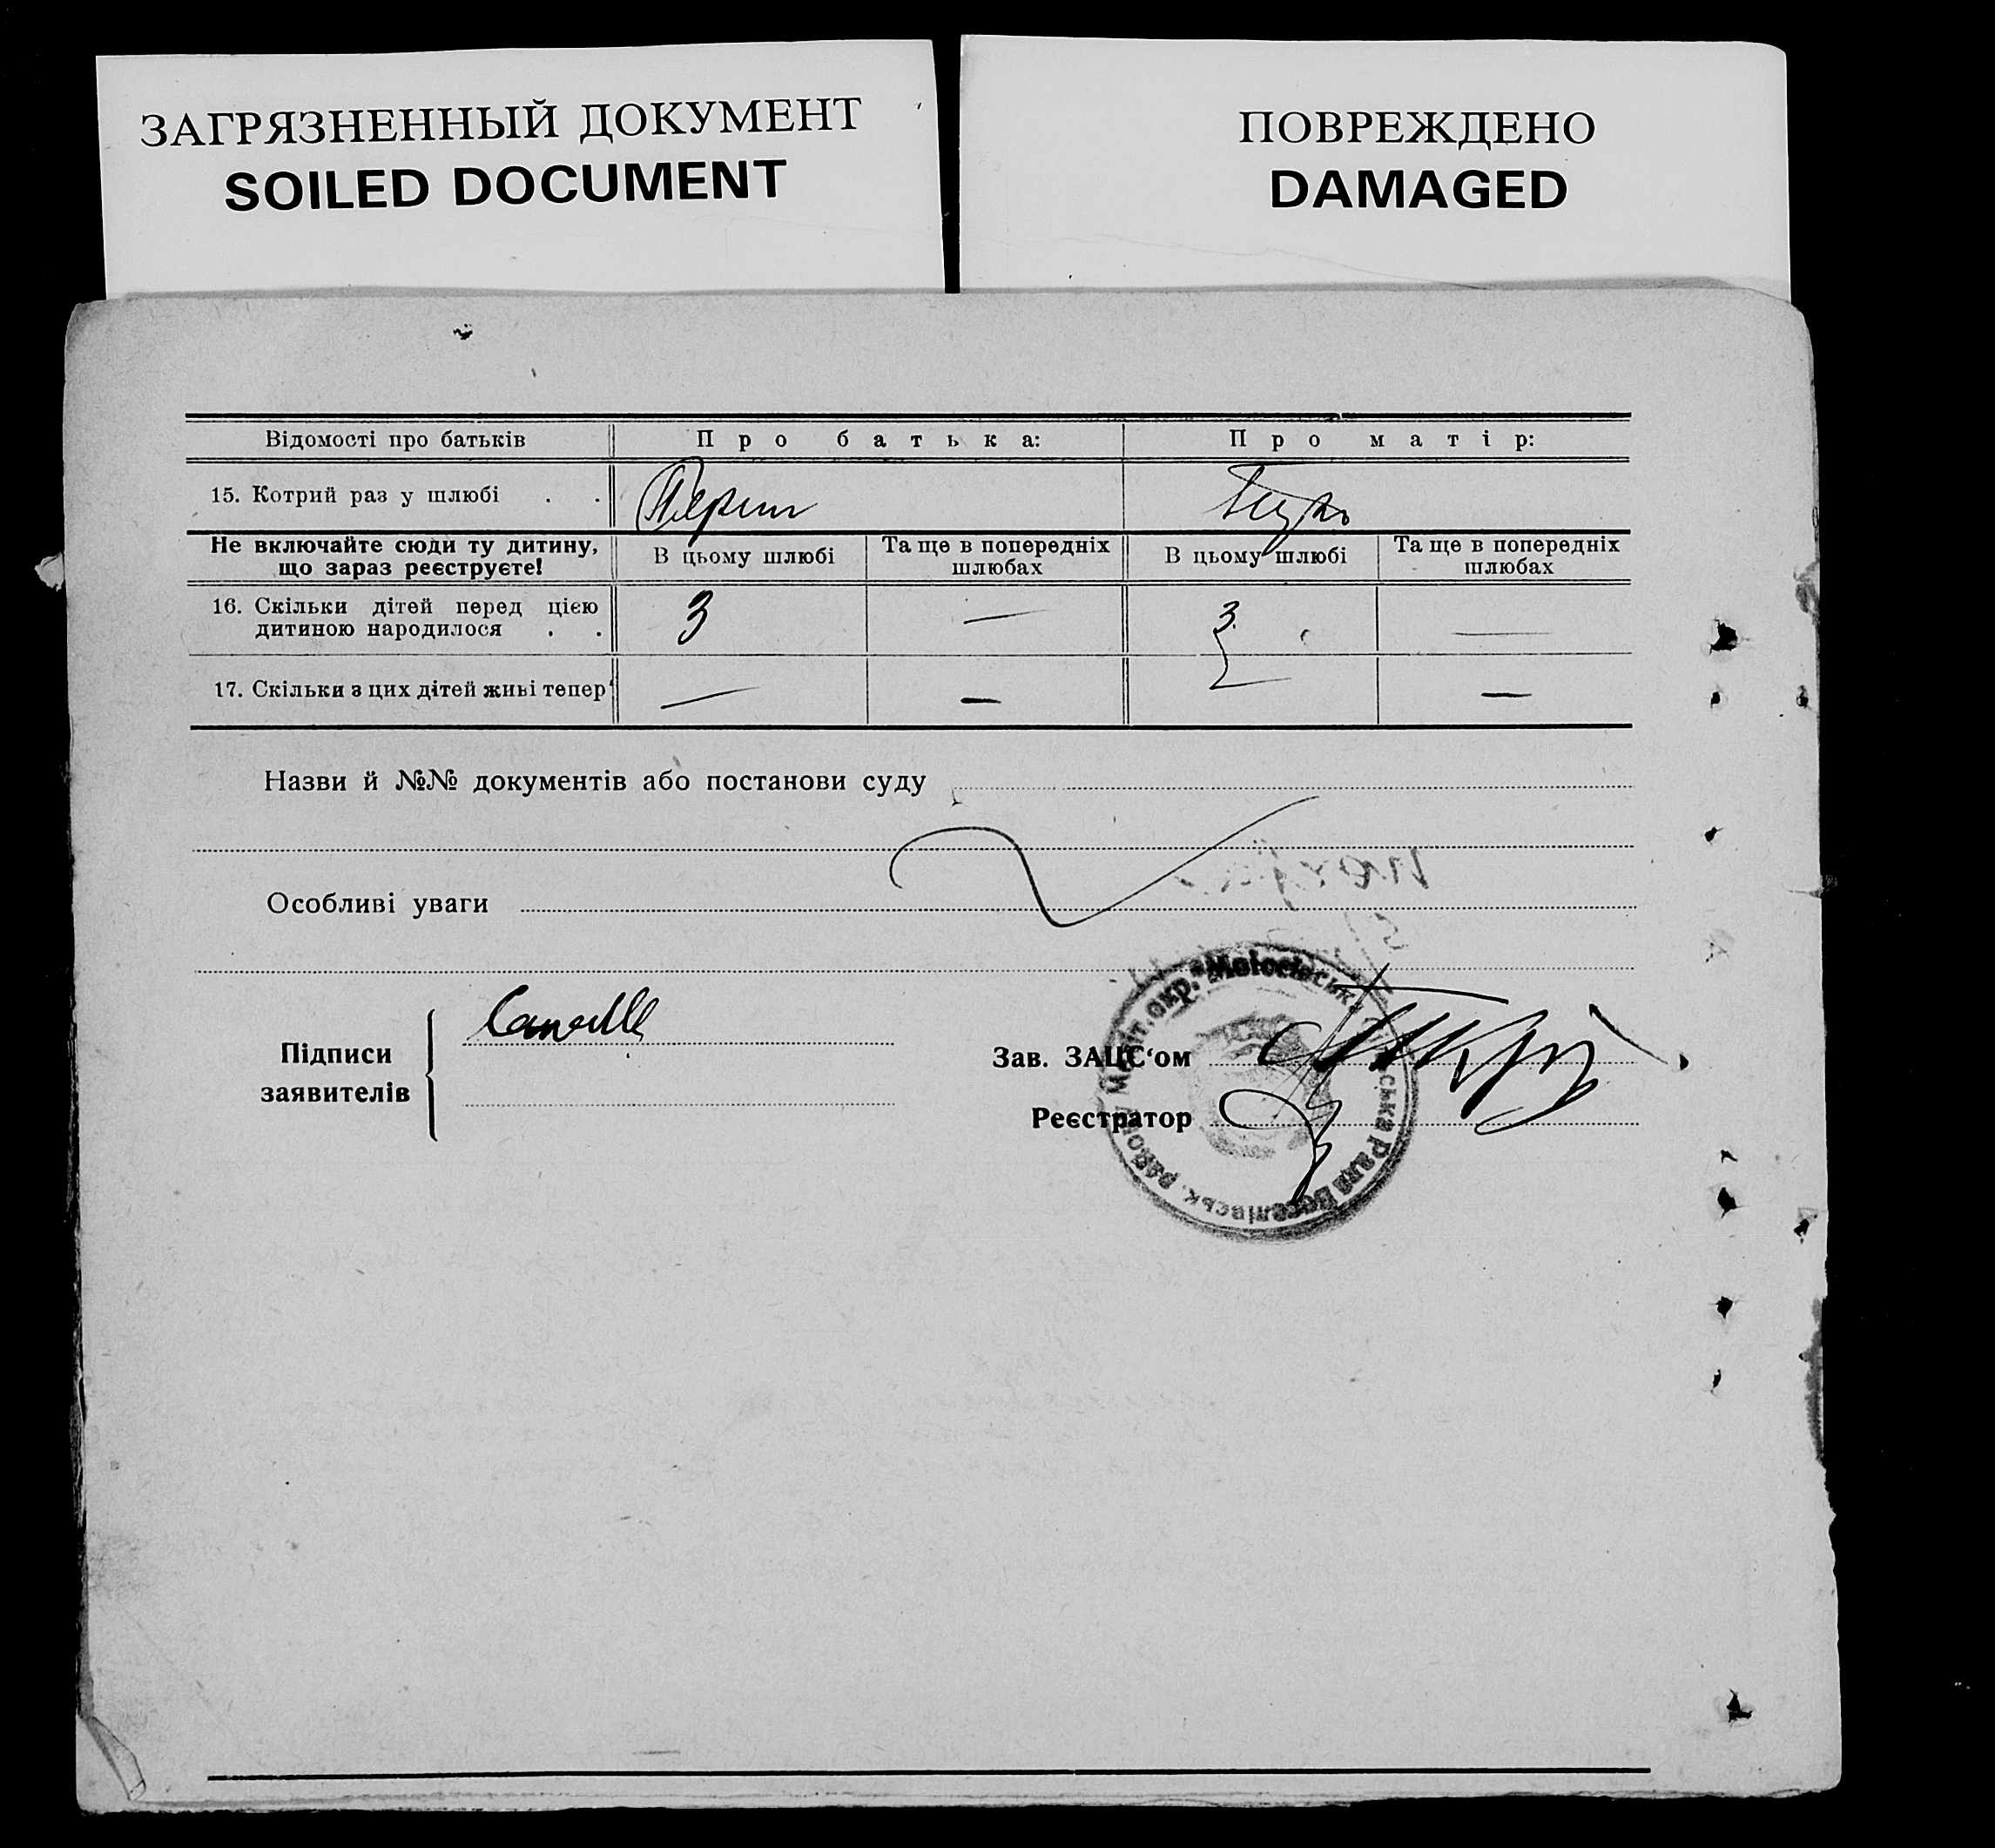 ЗАГРЯЗНЕННЫЙ ДОКУМЕНТ
SOILED DOCUMENT
ПОВРЕЖДЕНО
DAMAGED
Відомості про батьків Про батька: Про матір:
15. Котрий раз у шлюбі . .
Не включайте сюди ту дитину, що зараз реєструєте! В цьому шлюбі Та ще в попередніх шлюбах В цьому шлюбі Та ще в попередніх шлюбах
16. Скільки дітей перед цією дитиною народилося . . 3 — 3 —
17. Скільки з цих дітей живі тепер — — —
Назви й №№ документів або постанови суду
Особливі уваги
Підписи заявителів
Зав. ЗАЦС‘ом
Реєстратор